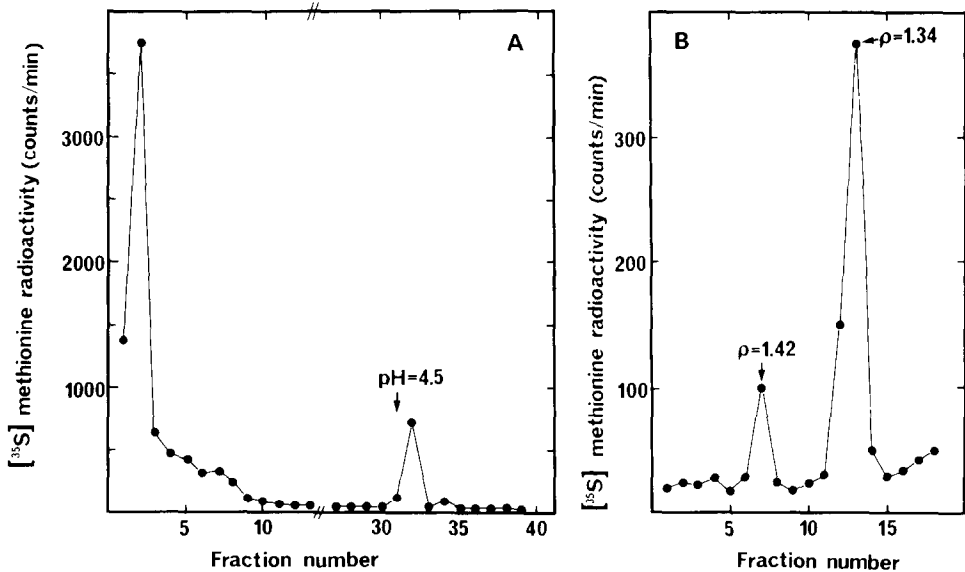 A
[³⁵S] methionine radioactivity (counts/min)
3000
2000
1000
pH=4.5
5
10
30
35
40
Fraction number
B
[³⁵S] methionine radioactivity (counts/min)
300
200
100
ρ=1.34
ρ=1.42
5
10
15
Fraction number